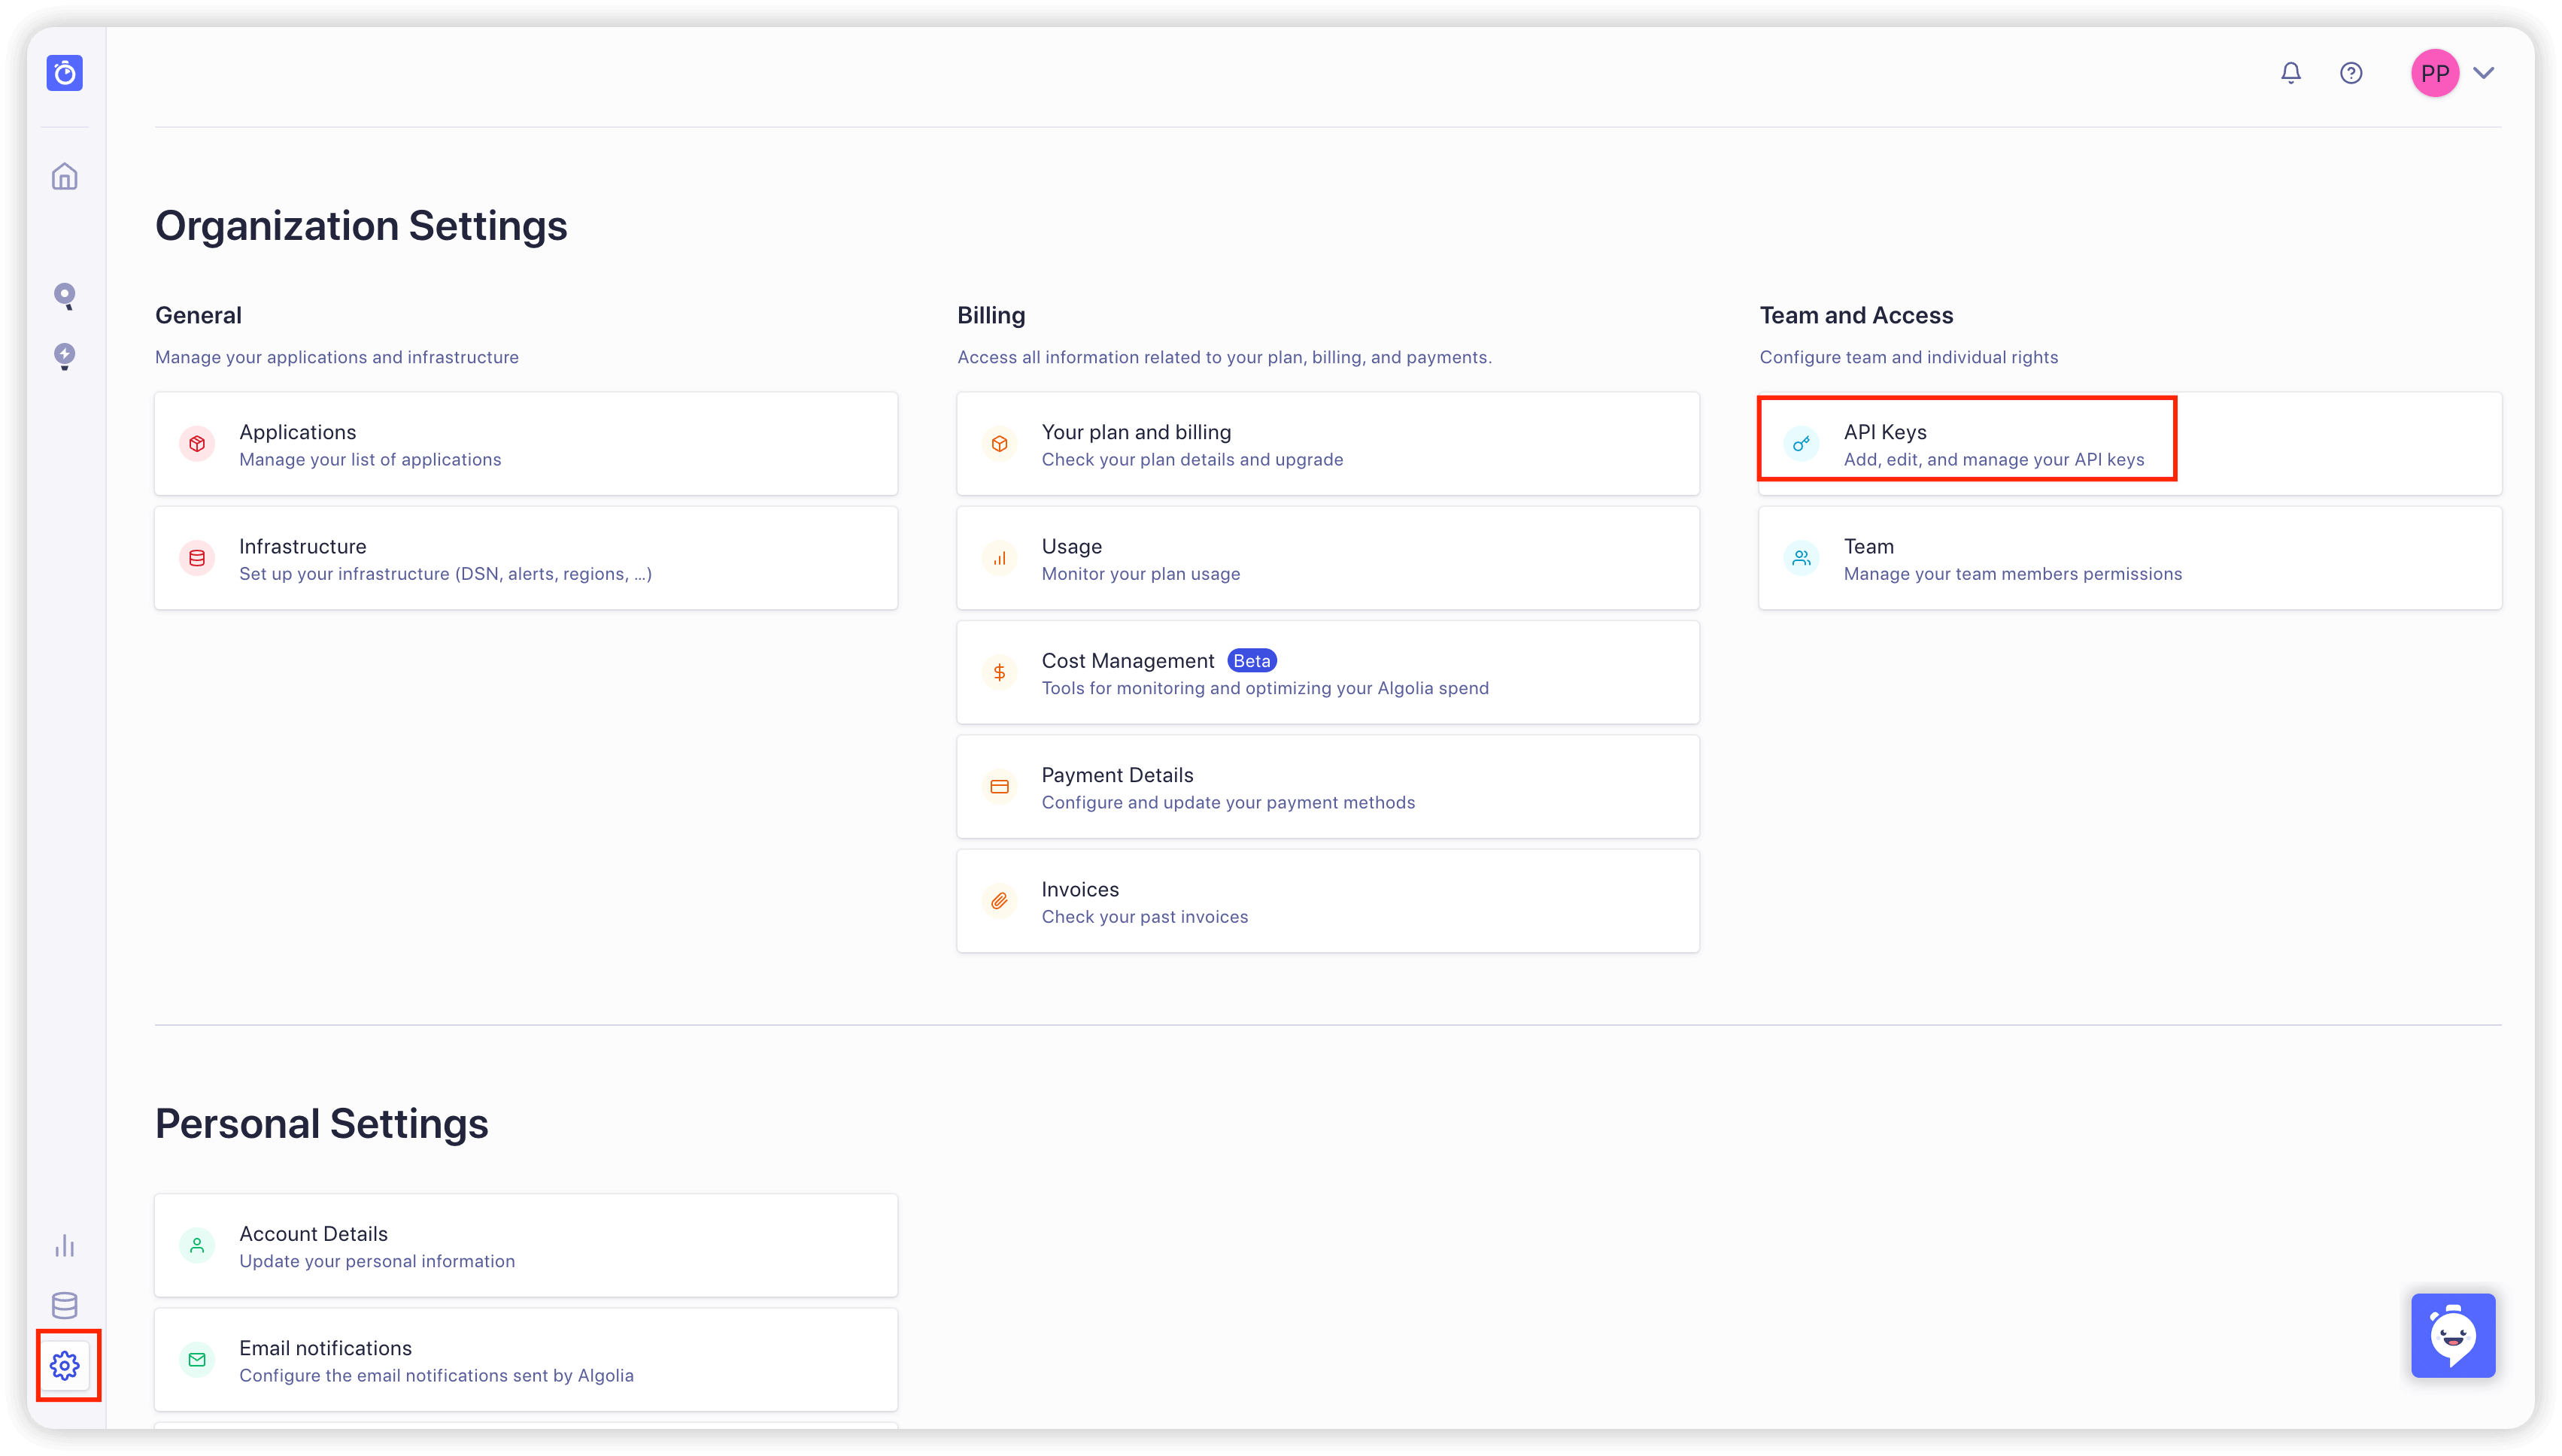 PP
Organization Settings
General
Manage your applications and infrastructure
Applications
Manage your list of applications
Infrastructure
Set up your infrastructure (DSN, alerts, regions, ...)
Billing
Access all information related to your plan, billing, and payments.
Your plan and billing
Check your plan details and upgrade
Usage
Monitor your plan usage
Cost Management Beta
Tools for monitoring and optimizing your Algolia spend
Payment Details
Configure and update your payment methods
Invoices
Check your past invoices
Team and Access
Configure team and individual rights
API Keys
Add, edit, and manage your API keys
Team
Manage your team members permissions
Personal Settings
Account Details
Update your personal information
Email notifications
Configure the email notifications sent by Algolia